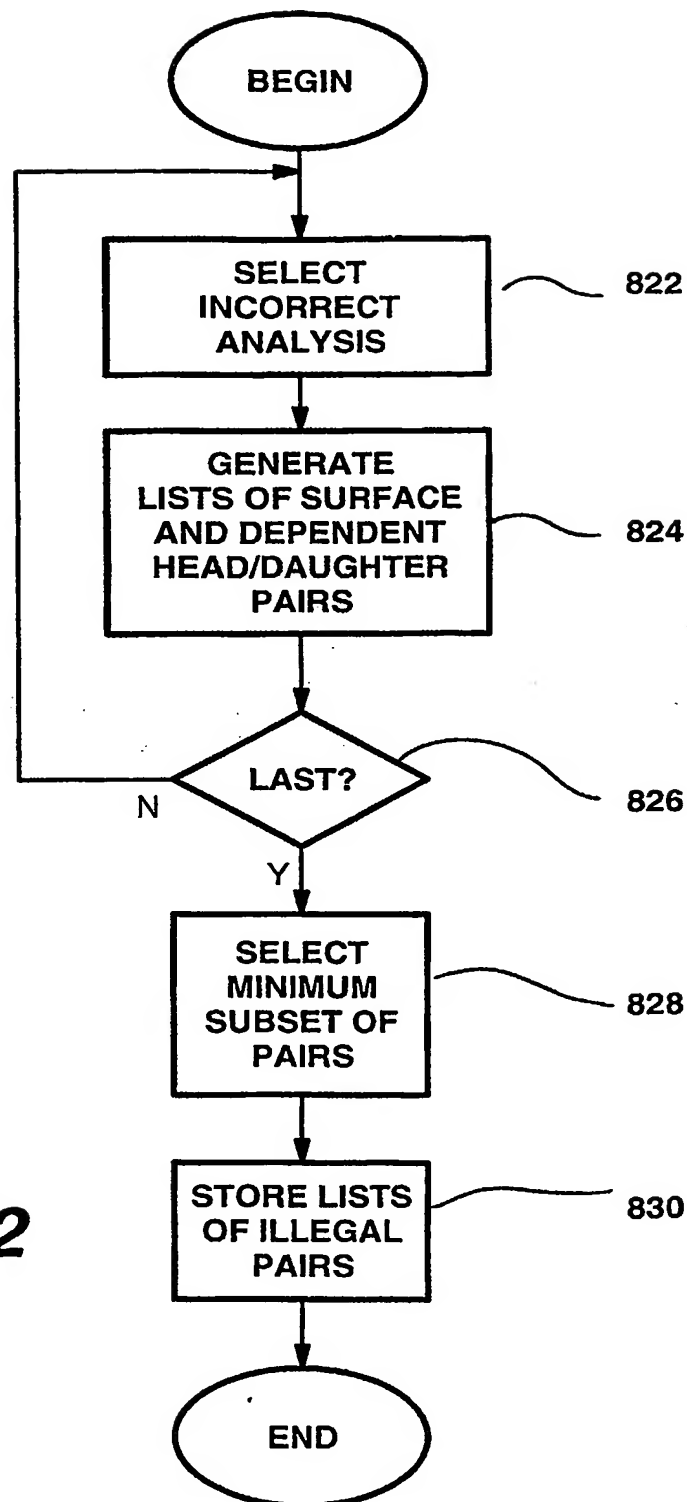 BEGIN
SELECT
INCORRECT
ANALYSIS
822
GENERATE
LISTS OF SURFACE
AND DEPENDENT
HEAD/DAUGHTER
PAIRS
824
LAST?
826
N
Y
SELECT
MINIMUM
SUBSET OF
PAIRS
828
STORE LISTS
OF ILLEGAL
PAIRS
830
2
END